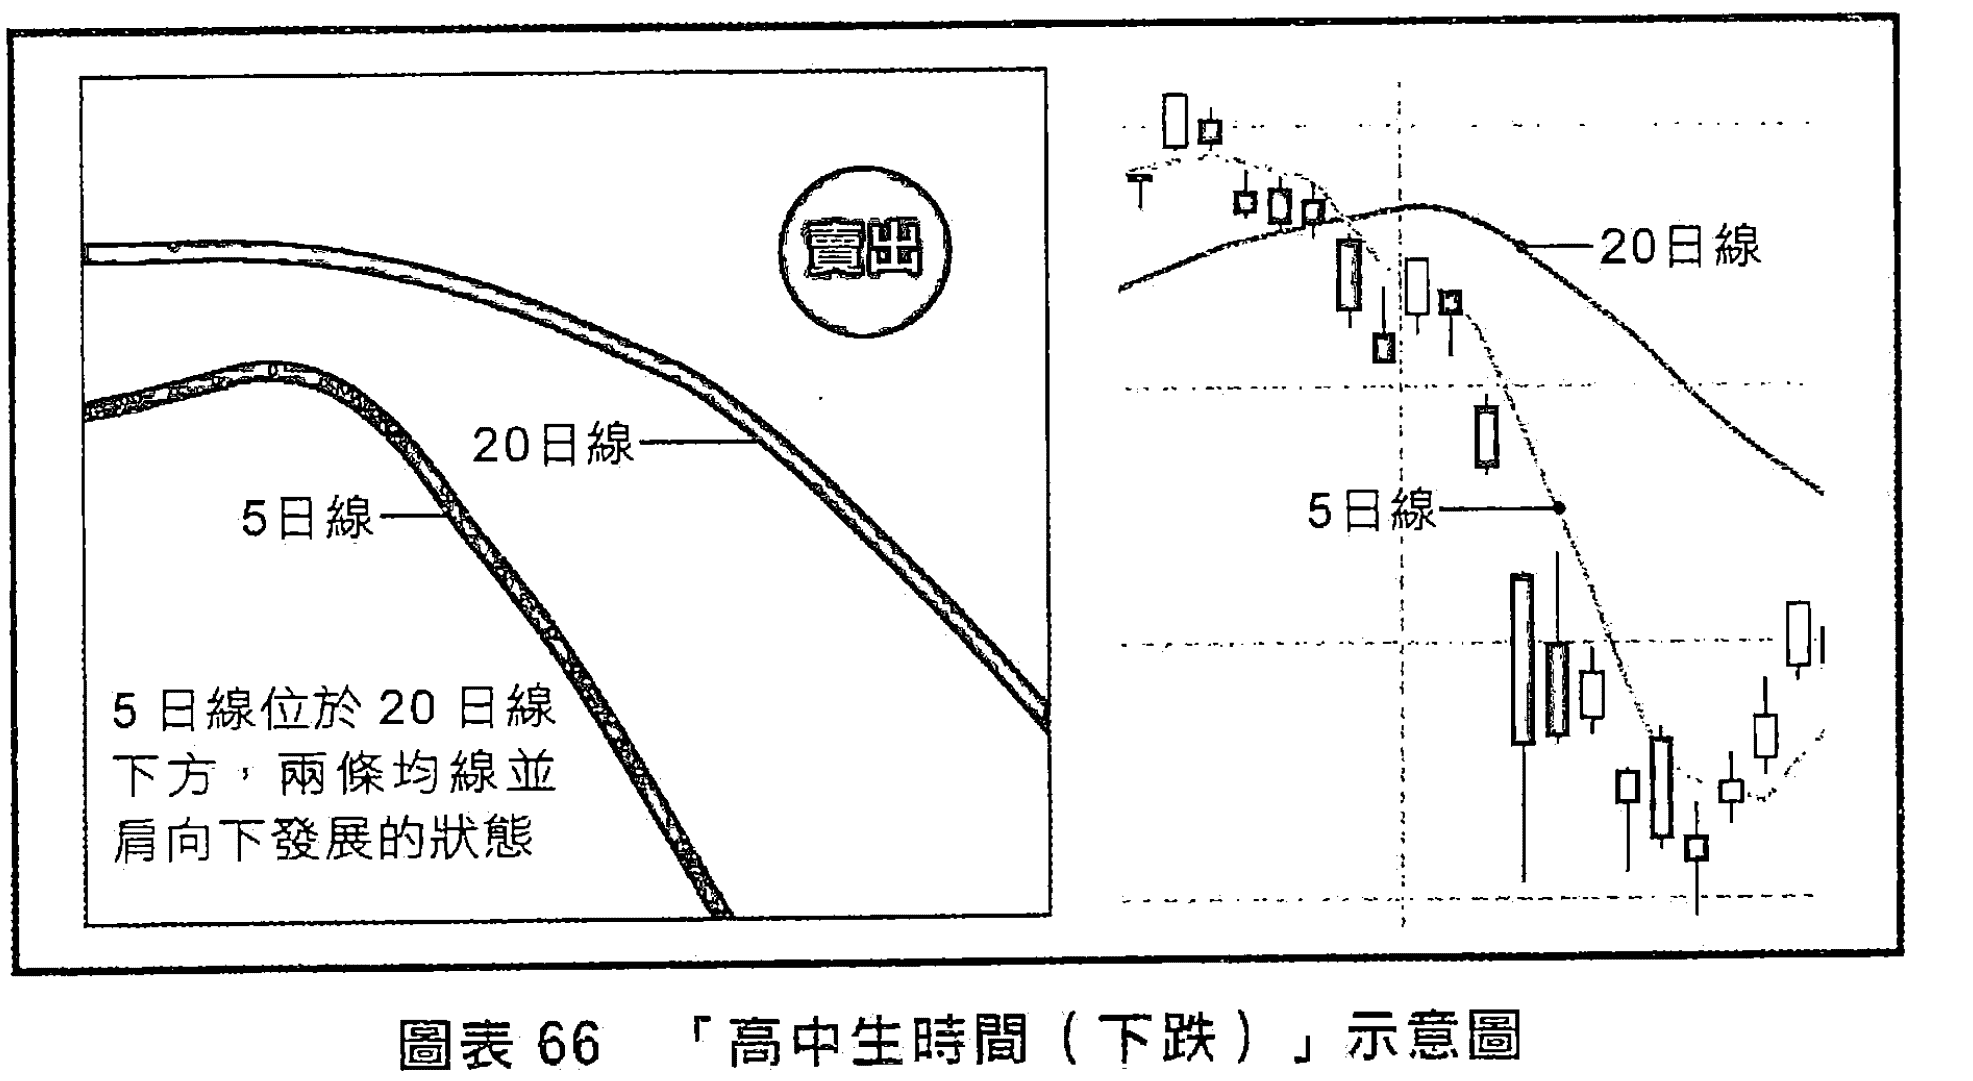 賣出
20日線
5日線
5日線位於20日線
下方，兩條均線並
肩向下發展的狀態
20日線
5日線
圖表66 「高中生時間（下跌）」示意圖